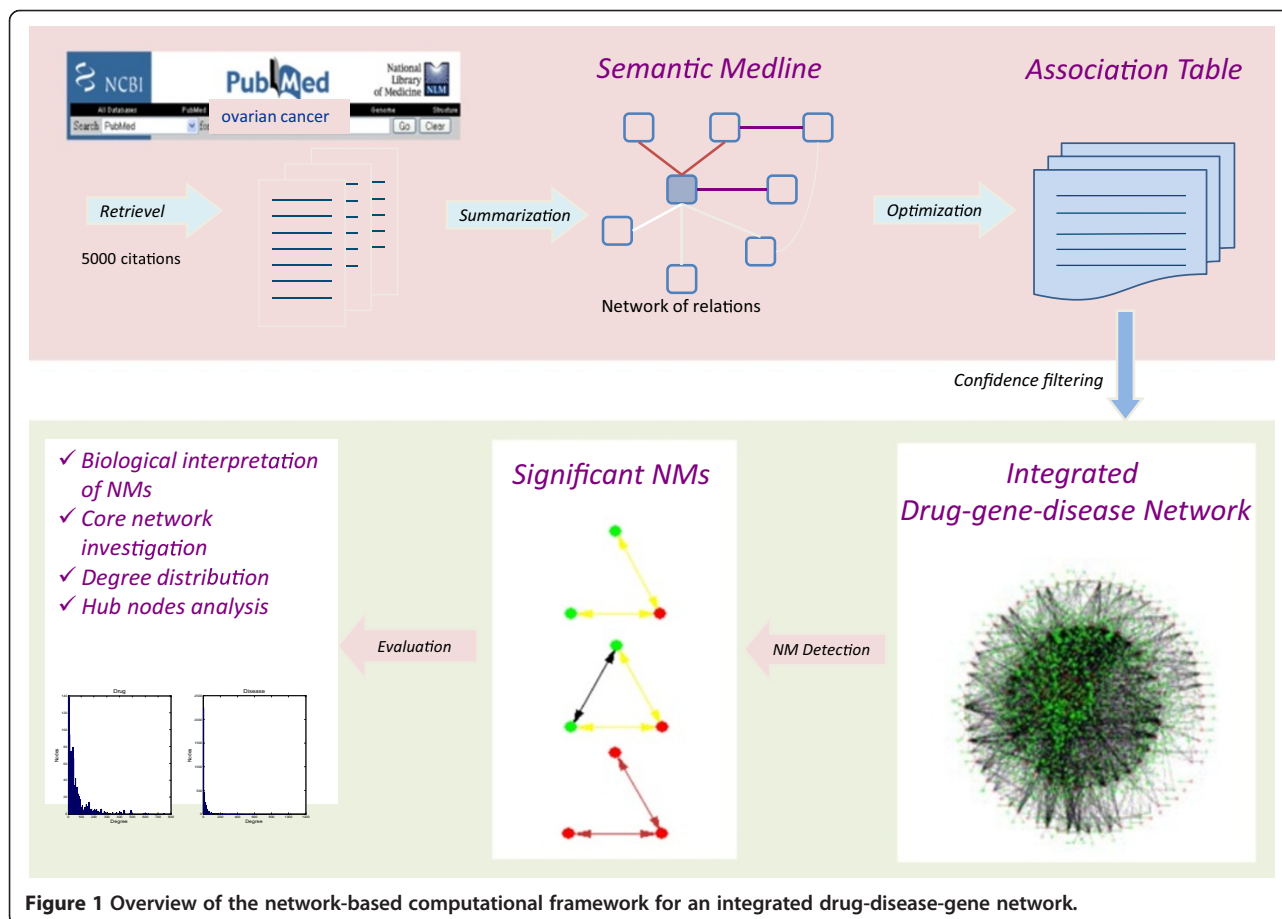 NCBI
PubMed
National
Library
of Medicine NLM
All Databases PubMed Genome Structure
Search PubMed for ovarian cancer Go Clear
Semantic Medline
Association Table
Retrievel
Summarization
Optimization
5000 citations
Network of relations
Confidence filtering
✓ Biological interpretation
of NMs
✓ Core network
investigation
✓ Degree distribution
✓ Hub nodes analysis
Significant NMs
Integrated
Drug-gene-disease Network
Evaluation
NM Detection
Drug
Nodes
Degree
Disease
Nodes
Degree
Figure 1 Overview of the network-based computational framework for an integrated drug-disease-gene network.